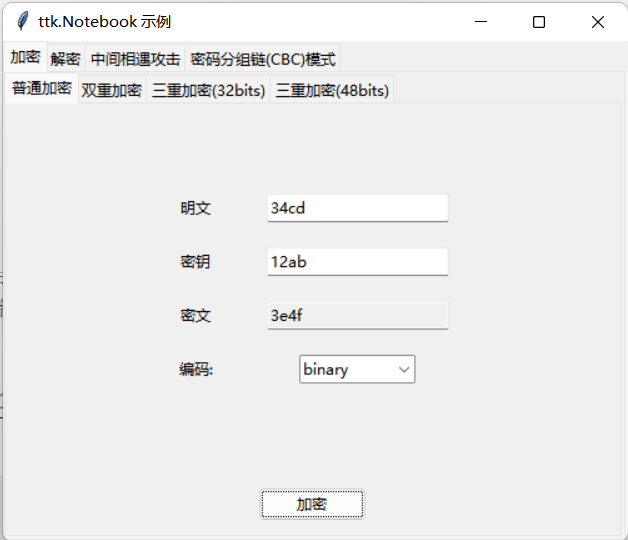 ttk.Notebook 示例
加密 解密 中间相遇攻击 密码分组链(CBC)模式
普通加密 双重加密 三重加密(32bits) 三重加密(48bits)
明文 34cd
密钥 12ab
密文 3e4f
编码: binary
加密